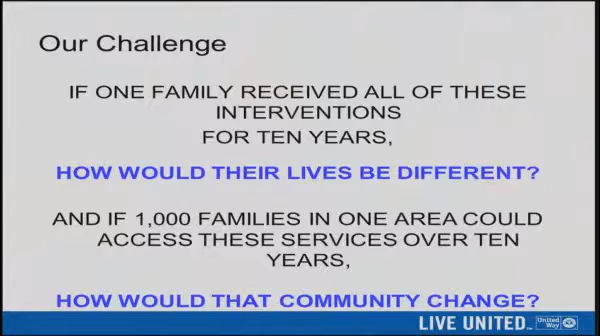 Our Challenge
IF ONE FAMILY RECEIVED ALL OF THESE
INTERVENTIONS
FOR TEN YEARS,
HOW WOULD THEIR LIVES BE DIFFERENT?
AND IF 1,000 FAMILIES IN ONE AREA COULD
ACCESS THESE SERVICES OVER TEN
YEARS,
HOW WOULD THAT COMMUNITY CHANGE?
LIVE UNITED™
United
Way